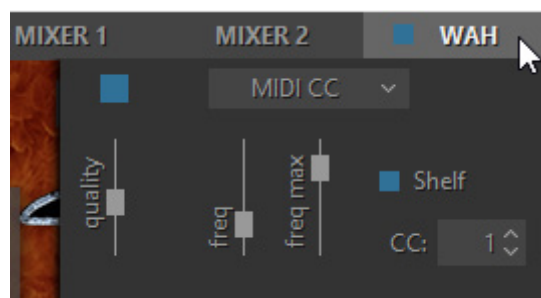 MIXER 1
MIXER 2
WAH
MIDI CC
quality
freq
freq max
Shelf
CC: 1